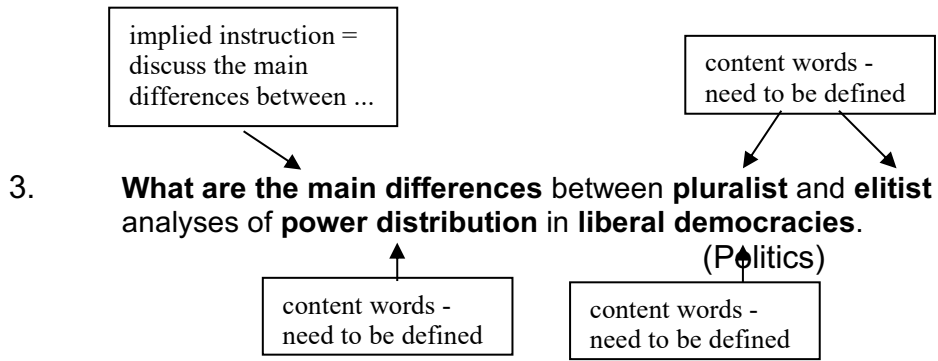 implied instruction =
discuss the main
differences between ...
content words -
need to be defined
3. What are the main differences between pluralist and elitist
analyses of power distribution in liberal democracies.
(Politics)
content words -
need to be defined
content words -
need to be defined